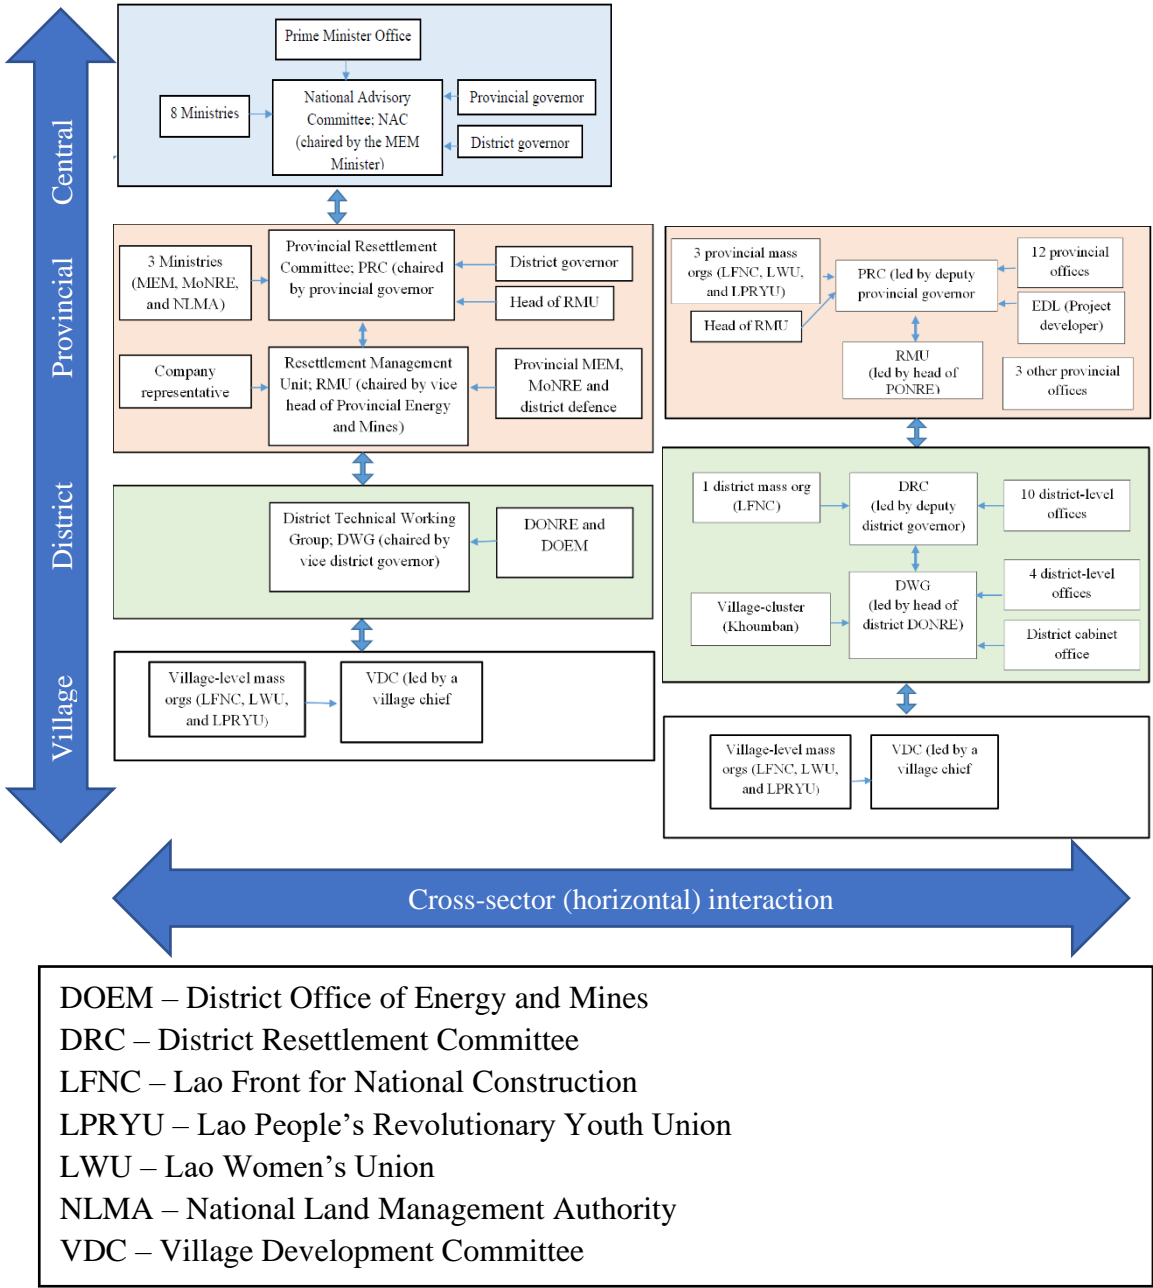 Central
Provincial
District
Village
Prime Minister Office
8 Ministries
National Advisory
Committee; NAC
(chaired by the MEM
Minister)
Provincial governor
District governor
3 Ministries
(MEM, MoNRE,
and NLMA)
Provincial Resettlement
Committee; PRC (chaired
by provincial governor
District governor
Head of RMU
Company
representative
Resettlement Management
Unit; RMU (chaired by vice
head of Provincial Energy
and Mines)
Provincial MEM,
MoNRE and
district defence
District Technical Working
Group; DWG (chaired by
vice district governor)
DONRE and
DOEM
Village-level mass
orgs (LFNC, LWU,
and LPRYU)
VDC (led by a
village chief
3 provincial mass
orgs (LFNC, LWU,
and LPRYU)
Head of RMU
PRC (led by deputy
provincial governor
12 provincial
offices
EDL (Project
developer)
RMU
(led by head of
PONRE)
3 other provincial
offices
1 district mass org
(LFNC)
DRC
(led by deputy
district governor)
10 district-level
offices
Village-cluster
(Khoumban)
DWG
(led by head of
district DONRE)
4 district-level
offices
District cabinet
office
Village-level mass
orgs (LFNC, LWU,
and LPRYU)
VDC (led by a
village chief
Cross-sector (horizontal) interaction
DOEM – District Office of Energy and Mines
DRC – District Resettlement Committee
LFNC – Lao Front for National Construction
LPRYU – Lao People’s Revolutionary Youth Union
LWU – Lao Women’s Union
NLMA – National Land Management Authority
VDC – Village Development Committee